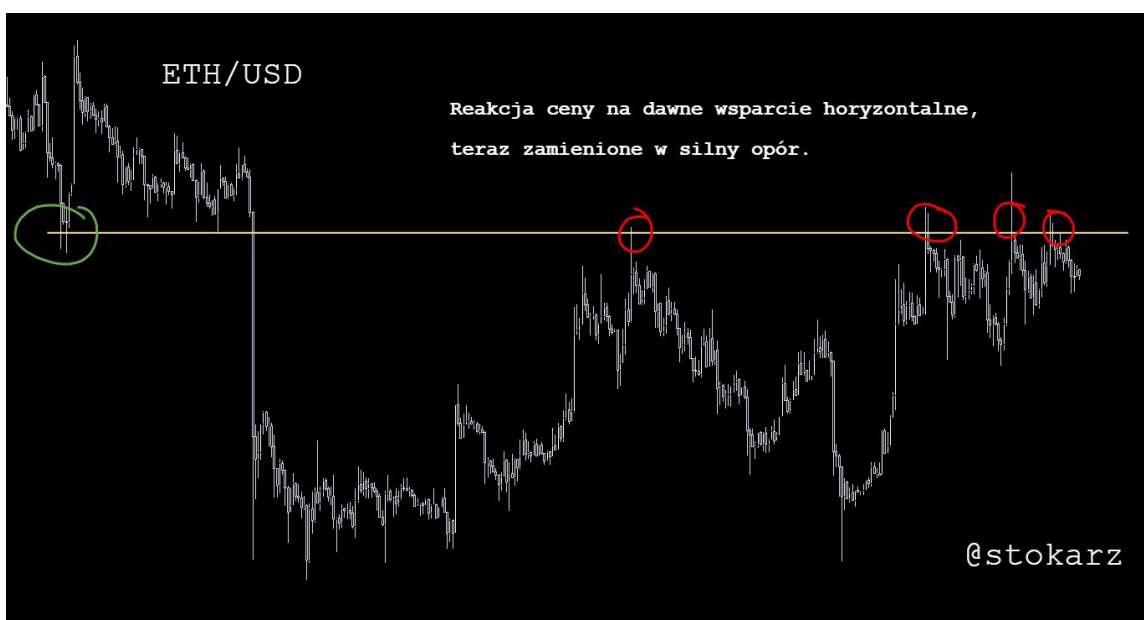 ETH/USD
Reakcja ceny na dawne wsparcie horyzontalne,
teraz zamienione w silny opór.
@stokarz